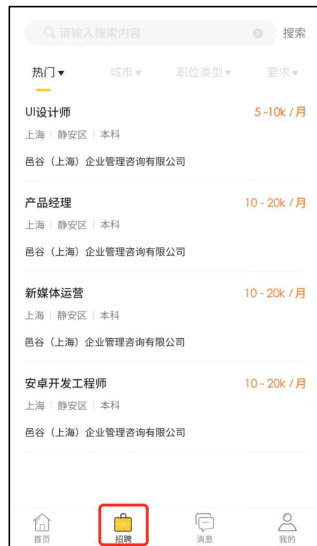 请输入搜索内容 搜索
热门 城市 职位类型 要求
UI设计师 5-10k/月
上海 静安区 本科
邑谷（上海）企业管理咨询有限公司
产品经理 10-20k/月
上海 静安区 本科
邑谷（上海）企业管理咨询有限公司
新媒体运营 10-20k/月
上海 静安区 本科
邑谷（上海）企业管理咨询有限公司
安卓开发工程师 10-20k/月
上海 静安区 本科
邑谷（上海）企业管理咨询有限公司
首页 招聘 消息 我的